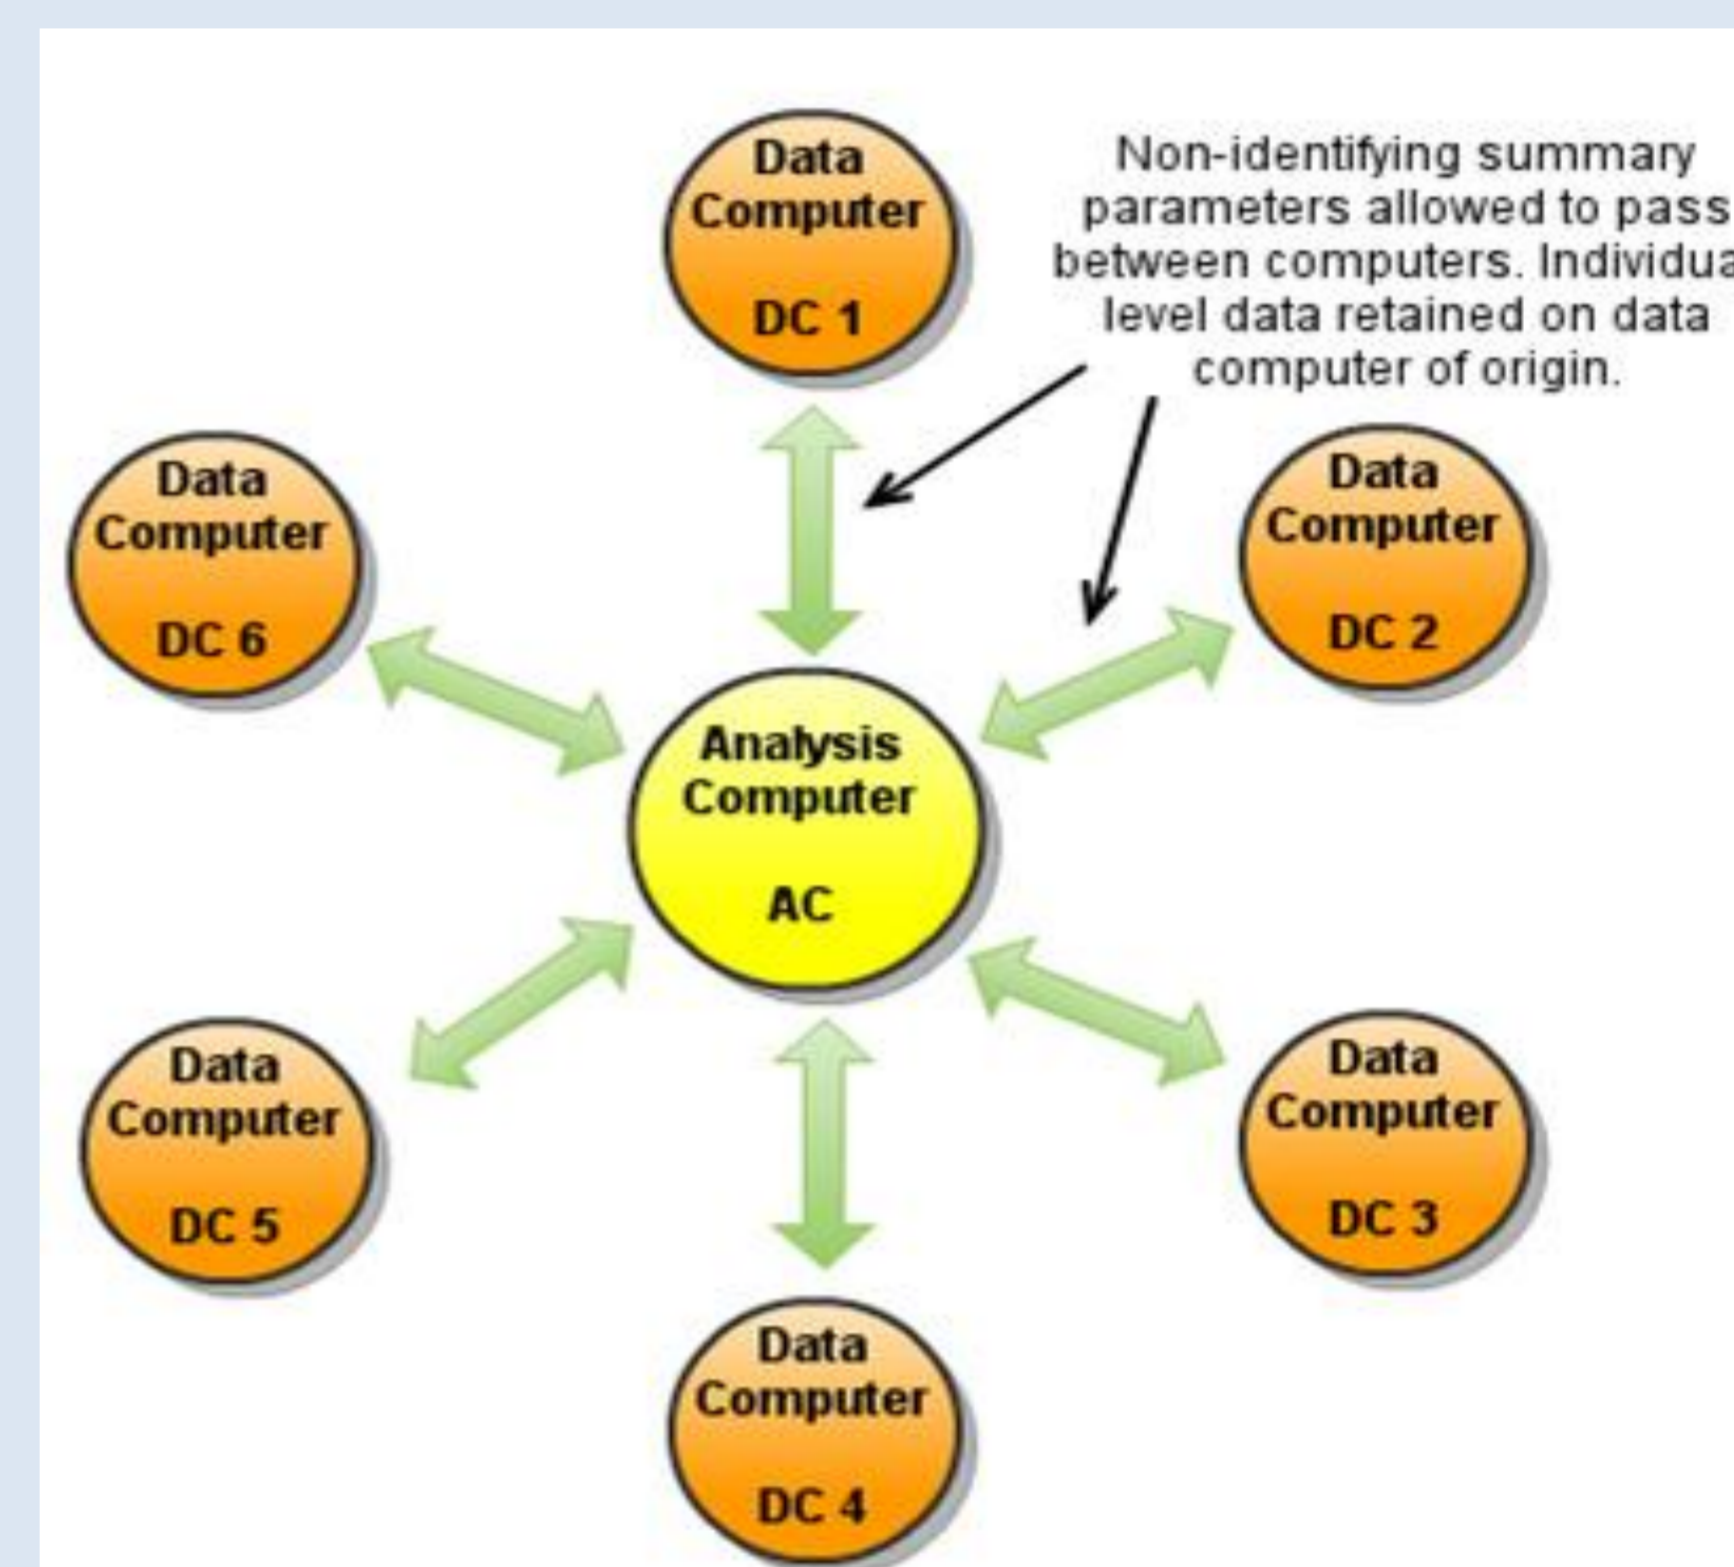 Data
Computer
DC 1
Non-identifying summary
parameters allowed to pass
between computers. Individua
level data retained on data
computer of origin.
Data
Computer
DC 6
Data
Computer
DC 2
Analysis
Computer
AC
Data
Computer
DC 5
Data
Computer
DC 3
Data
Computer
DC 4